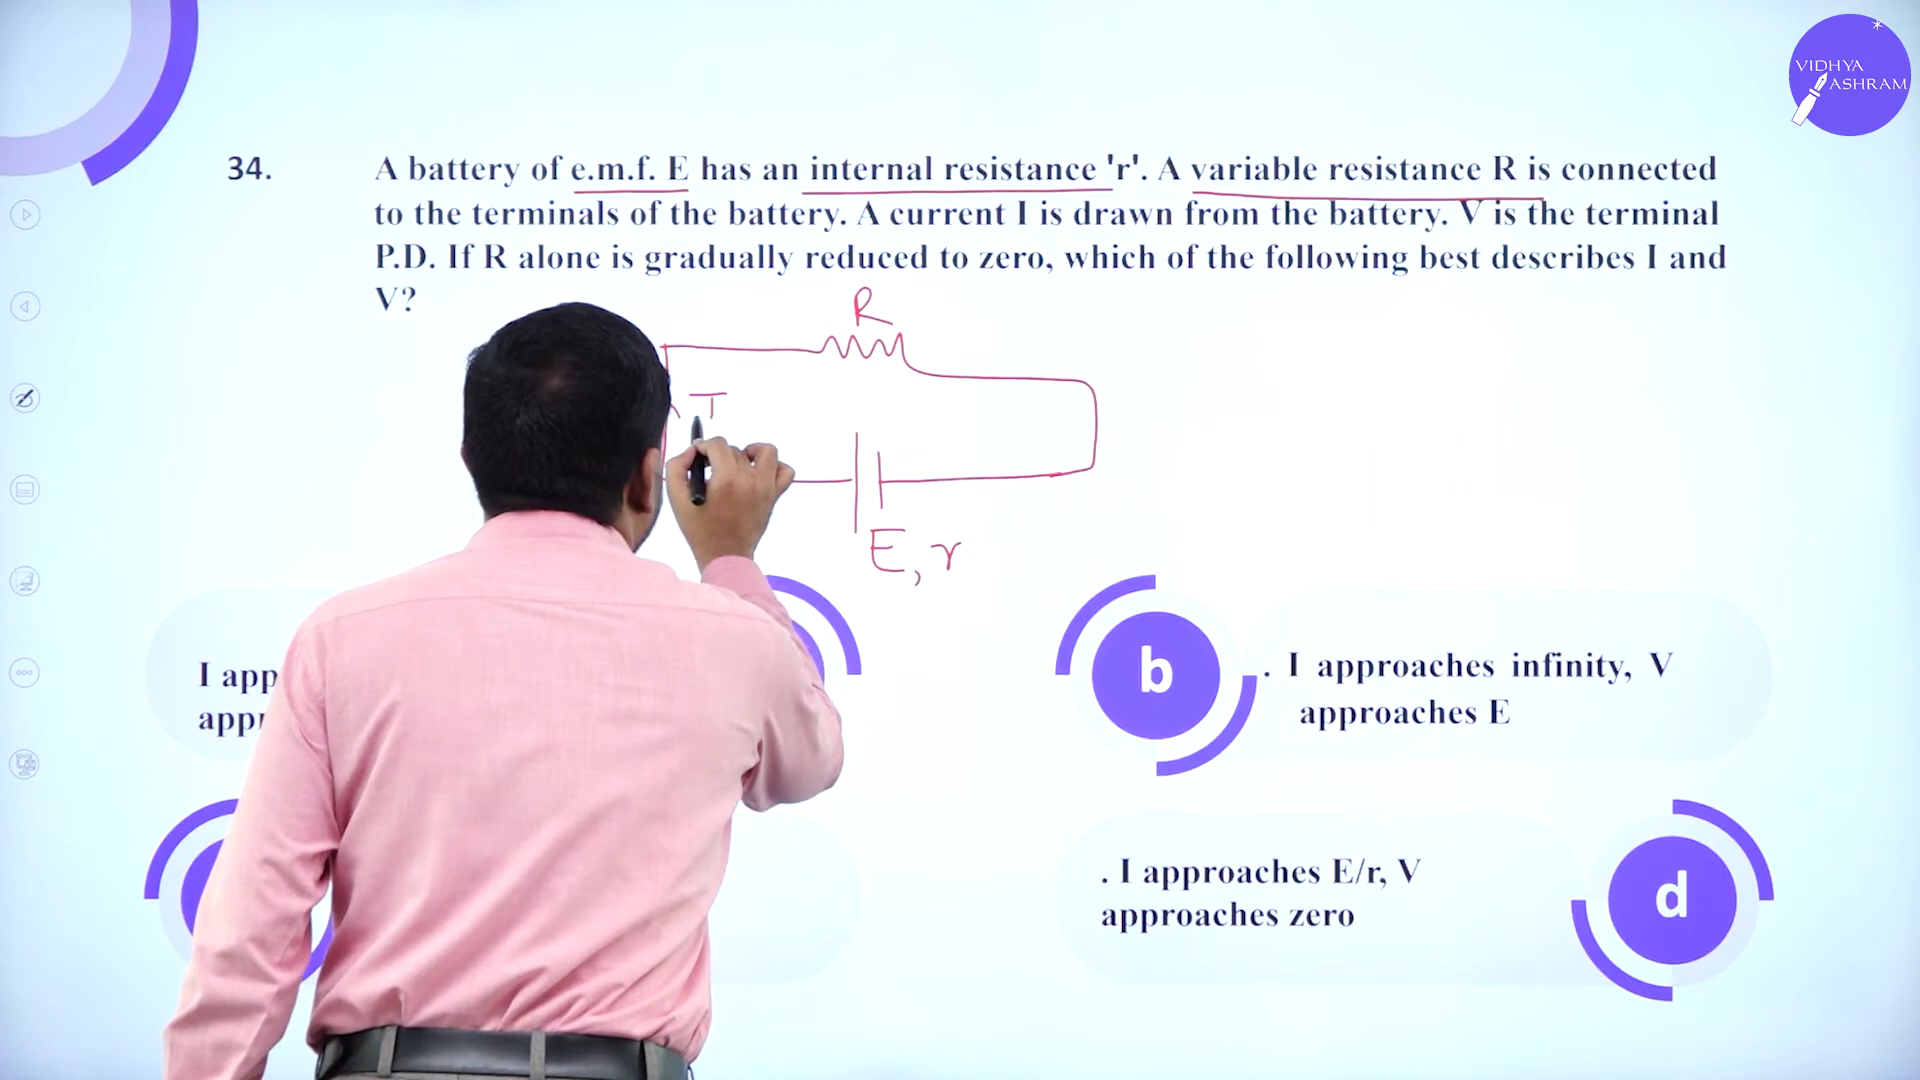 VIDHYA
ASHRAM
34. A battery of e.m.f. E has an internal resistance 'r'. A variable resistance R is connected
to the terminals of the battery. A current I is drawn from the battery. V is the terminal
P.D. If R alone is gradually reduced to zero, which of the following best describes I and
V?
R
E, r
I
b
. I approaches infinity, V
approaches E
. I approaches E/r, V
approaches zero
d